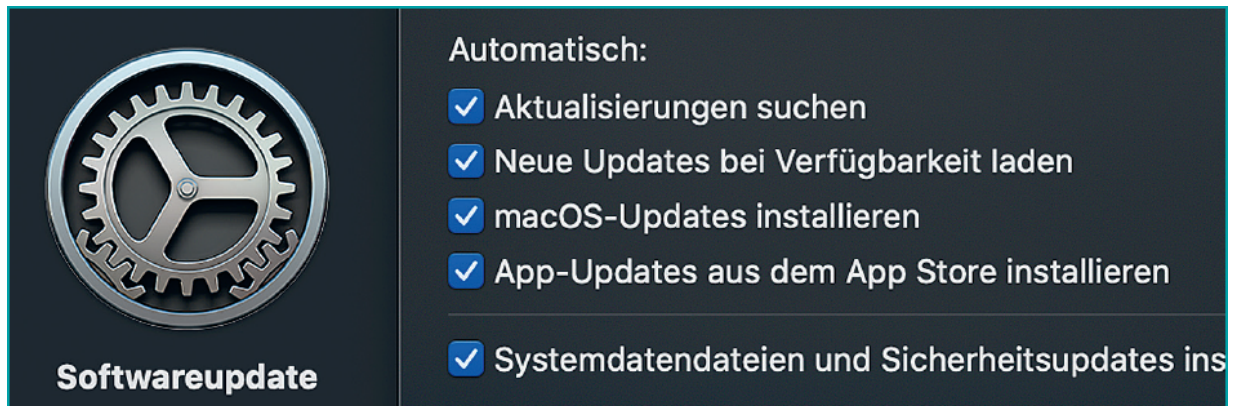 Automatisch:
Aktualisierungen suchen
Neue Updates bei Verfügbarkeit laden
macOS-Updates installieren
App-Updates aus dem App Store installieren
Systemdatendateien und Sicherheitsupdates ins
Softwareupdate